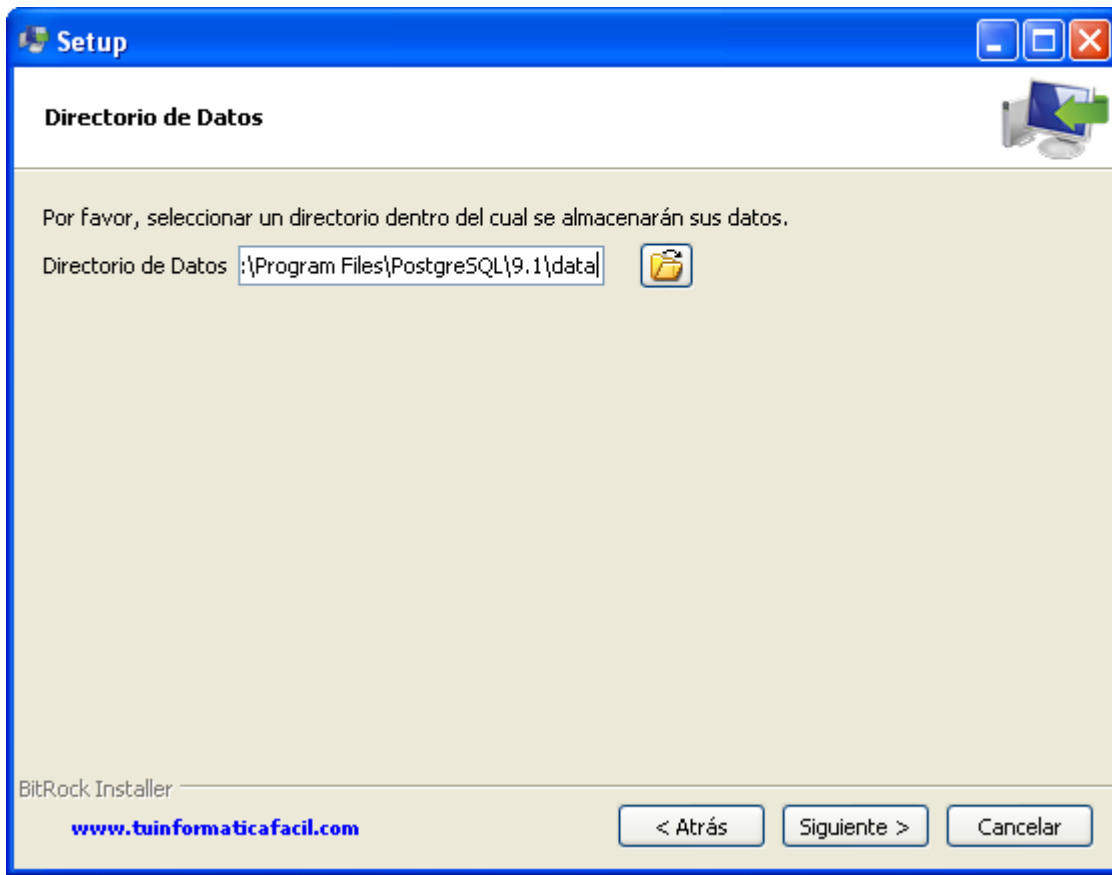 Setup
Directorio de Datos
Por favor, seleccionar un directorio dentro del cual se almacenarán sus datos.
Directorio de Datos :\Program Files\PostgreSQL\9.1\data
BitRock Installer
www.tuinformaticafacil.com < Atrás Siguiente > Cancelar